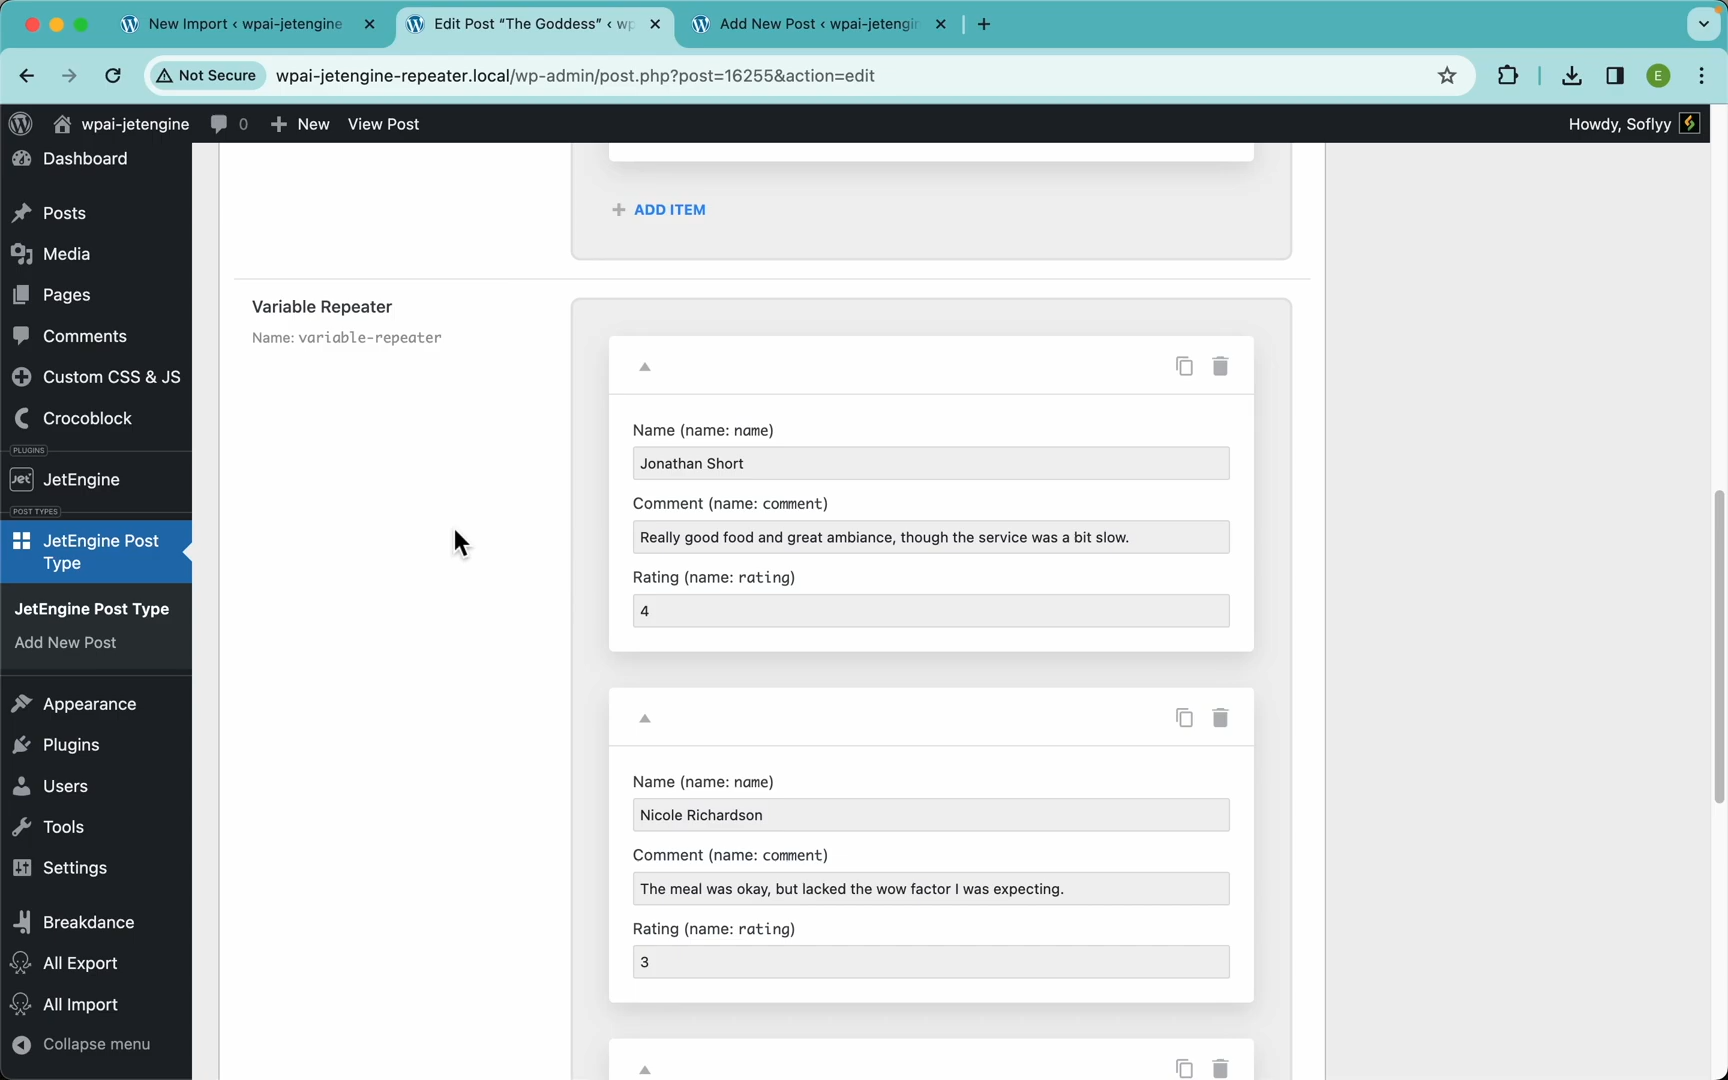 New Import ‹ wpai-jetengine
Edit Post “The Goddess” ‹ wp
Add New Post ‹ wpai-jetengin
Not Secure
wpai-jetengine-repeater.local/wp-admin/post.php?post=16255&action=edit
E
wpai-jetengine
0
New
View Post
Howdy, Soflyy
Dashboard
Posts
Media
Pages
Comments
Custom CSS & JS
Crocoblock
PLUGINS
Jet
JetEngine
POST TYPES
JetEngine Post
Type
JetEngine Post Type
Add New Post
Appearance
Plugins
Users
Tools
Settings
Breakdance
All Export
All Import
Collapse menu
ADD ITEM
Variable Repeater
Name: variable-repeater
Name (name: name)
Jonathan Short
Comment (name: comment)
Really good food and great ambiance, though the service was a bit slow.
Rating (name: rating)
4
Name (name: name)
Nicole Richardson
Comment (name: comment)
The meal was okay, but lacked the wow factor I was expecting.
Rating (name: rating)
3